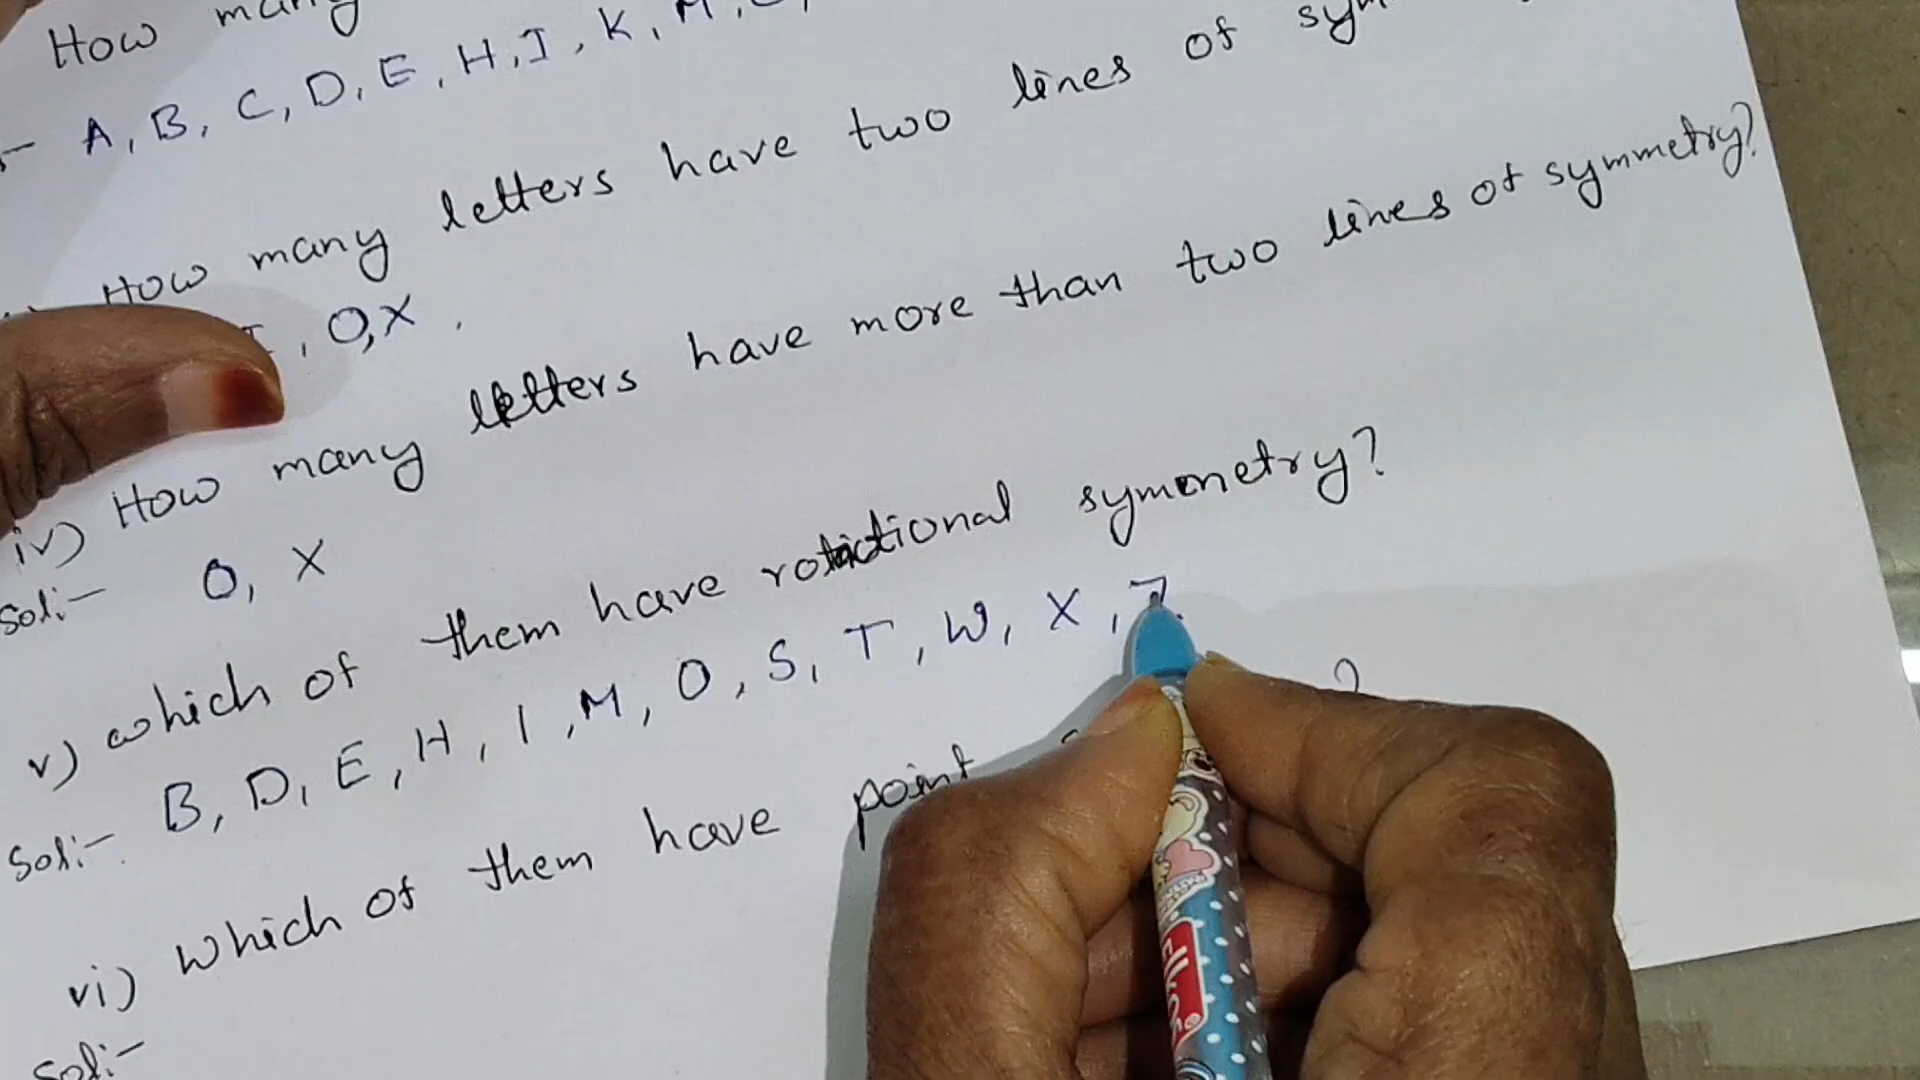 How many
A, B, C, D, E, H, I, K, M,
How many letters have two lines of
, O, X.
iv) How many letters have more than two lines of symmetry?
Sol:- O, X
v) which of them have rotational symmetry?
Sol:- B, D, E, H, I, M, O, S, T, W, X, Z
vi) Which of them have point ?
Sol:-